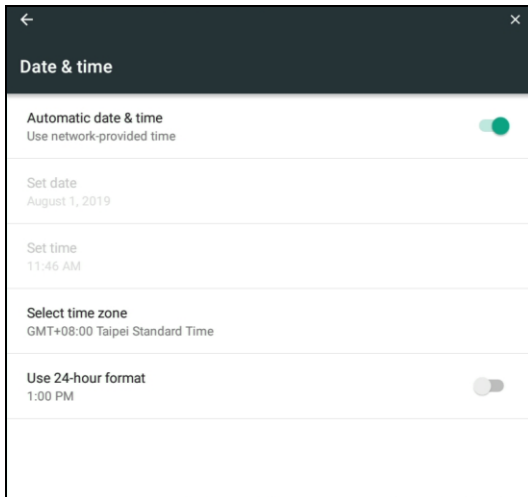 Date & time
Automatic date & time
Use network-provided time
Set date
August 1, 2019
Set time
11:46 AM
Select time zone
GMT+08:00 Taipei Standard Time
Use 24-hour format
1:00 PM